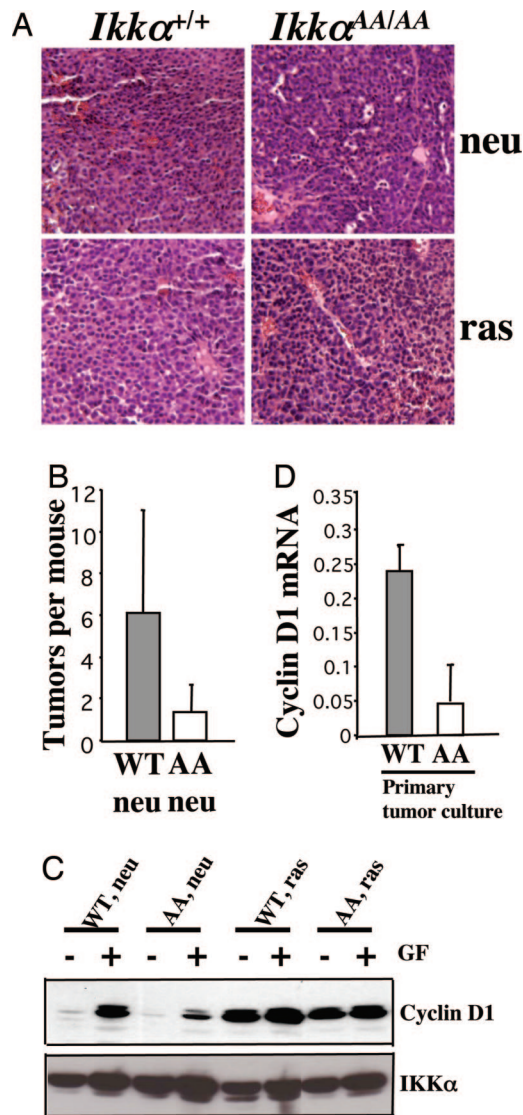 A
Ikkα+/+ IkkαAA/AA
neu
ras
B
Tumors per mouse
12
10
8
6
4
2
0
WT AA
neu neu
D
Cyclin D1 mRNA
0.35
0.3
0.25
0.2
0.15
0.1
0.05
0
WT AA
Primary
tumor culture
C
WT, neu AA, neu WT, ras AA, ras
- + - + - + - + GF
Cyclin D1
IKKα